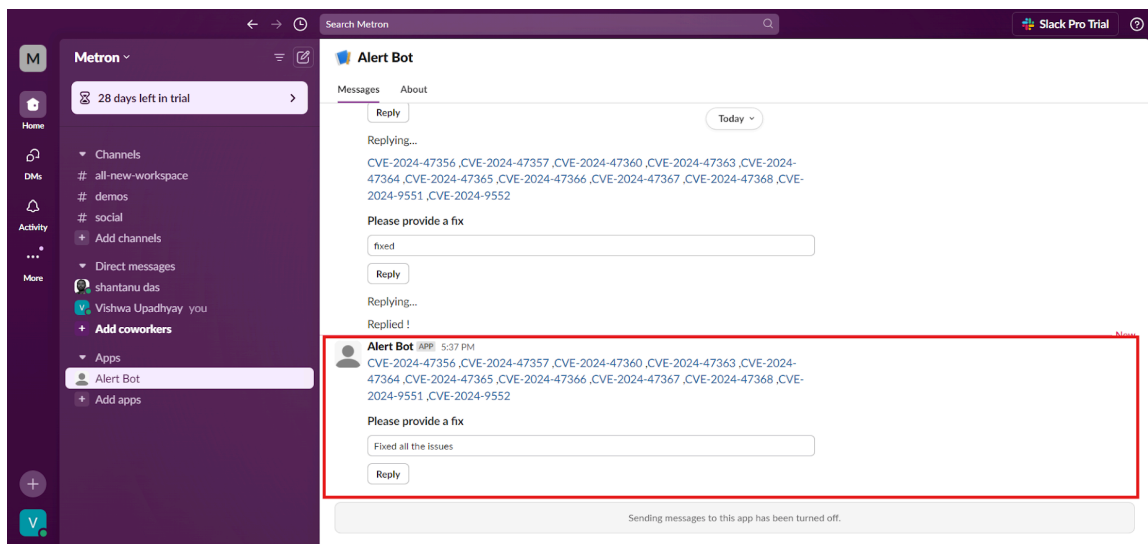 Search Metron
Slack Pro Trial
M
Metron
28 days left in trial
Home
DMs
Activity
More
Channels
# all-new-workspace
# demos
# social
+ Add channels
Direct messages
shantanu das
V Vishwa Upadhyay you
+ Add coworkers
Apps
Alert Bot
+ Add apps
+
V
Alert Bot
Messages About
Today
Reply
Replying...
CVE-2024-47356 ,CVE-2024-47357 ,CVE-2024-47360 ,CVE-2024-47363 ,CVE-2024-
47364 ,CVE-2024-47365 ,CVE-2024-47366 ,CVE-2024-47367 ,CVE-2024-47368 ,CVE-
2024-9551 ,CVE-2024-9552
Please provide a fix
fixed
Reply
Replying...
Replied !
New
Alert Bot APP 5:37 PM
CVE-2024-47356 ,CVE-2024-47357 ,CVE-2024-47360 ,CVE-2024-47363 ,CVE-2024-
47364 ,CVE-2024-47365 ,CVE-2024-47366 ,CVE-2024-47367 ,CVE-2024-47368 ,CVE-
2024-9551 ,CVE-2024-9552
Please provide a fix
Fixed all the issues
Reply
Sending messages to this app has been turned off.